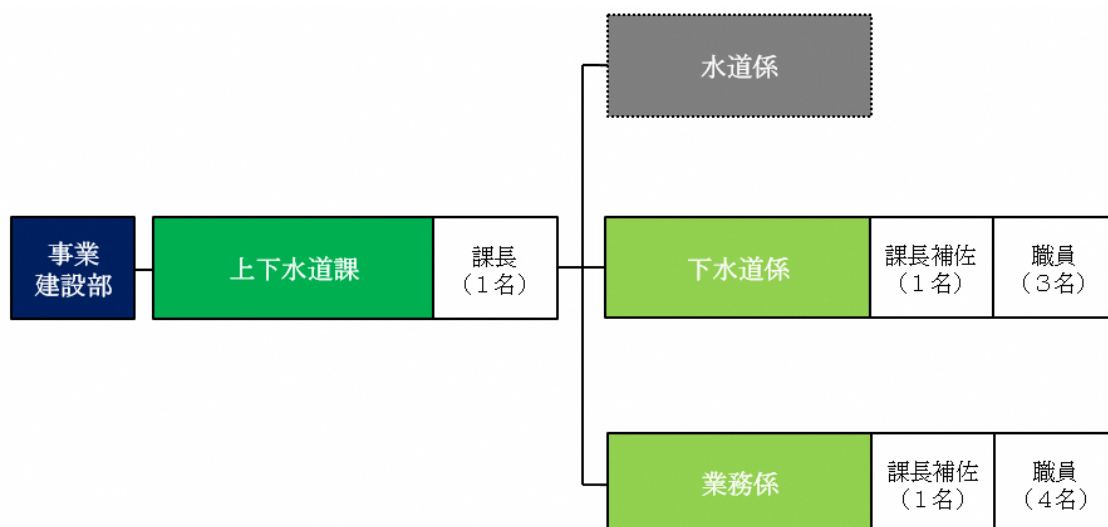 水道係
事業
建設部
上下水道課
課長
（１名）
下水道係
課長補佐
（１名）
職員
（３名）
業務係
課長補佐
（１名）
職員
（４名）